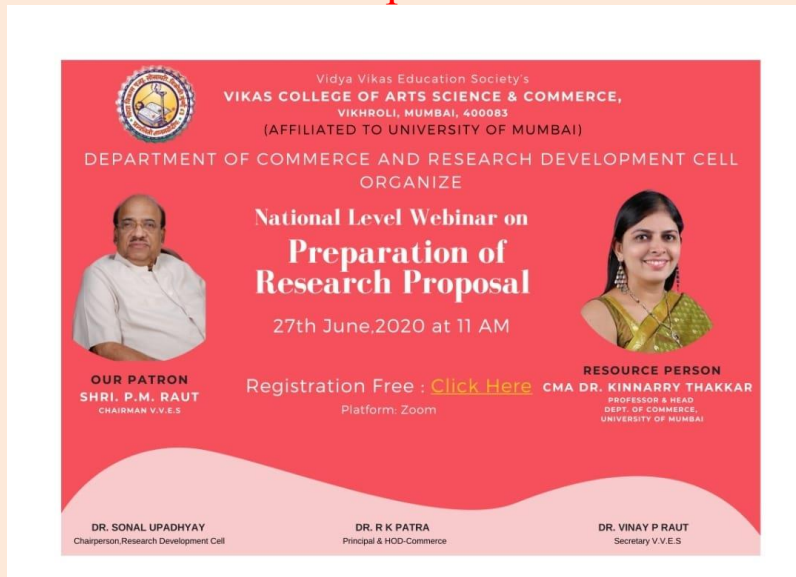 Vidya Vikas Education Society's
VIKAS COLLEGE OF ARTS SCIENCE & COMMERCE,
VIKHROLI, MUMBAI, 400083
(AFFILIATED TO UNIVERSITY OF MUMBAI)
DEPARTMENT OF COMMERCE AND RESEARCH DEVELOPMENT CELL
ORGANIZE
National Level Webinar on
Preparation of
Research Proposal
27th June,2020 at 11 AM
Registration Free : Click Here
Platform: Zoom
OUR PATRON
SHRI. P.M. RAUT
CHAIRMAN V.V.E.S
RESOURCE PERSON
CMA DR. KINNARRY THAKKAR
PROFESSOR & HEAD
DEPT. OF COMMERCE,
UNIVERSITY OF MUMBAI
DR. SONAL UPADHYAY
Chairperson,Research Development Cell
DR. R K PATRA
Principal & HOD-Commerce
DR. VINAY P RAUT
Secretary V.V.E.S